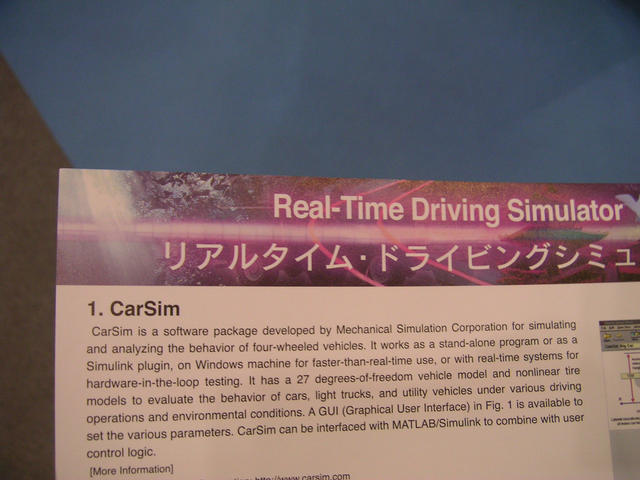 Real-Time Driving Simulator
リアルタイム・ドライビングシミュ
1. CarSim
CarSim is a software package developed by Mechanical Simulation Corporation for simulating
and analyzing the behavior of four-wheeled vehicles. It works as a stand-alone program or as a
Simulink plugin, on Windows machine for faster-than-real-time use, or with real-time systems for
hardware-in-the-loop testing. It has a 27 degrees-of-freedom vehicle model and nonlinear tire
models to evaluate the behavior of cars, light trucks, and utility vehicles under various driving
operations and environmental conditions. A GUI (Graphical User Interface) in Fig. 1 is available to
set the various parameters. CarSim can be interfaced with MATLAB/Simulink to combine with user
control logic.
[More Information]
http://www.carsim.com